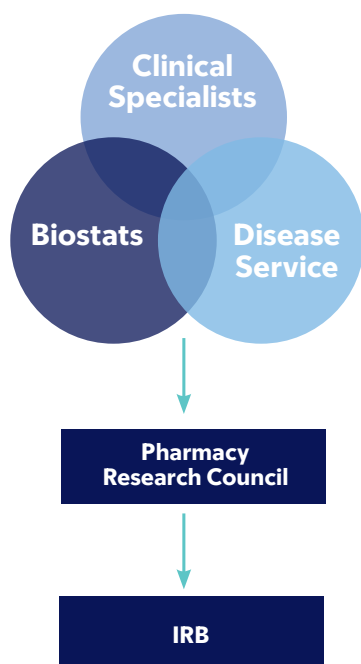 Clinical
Specialists
Biostats
Disease
Service
Pharmacy
Research Council
IRB